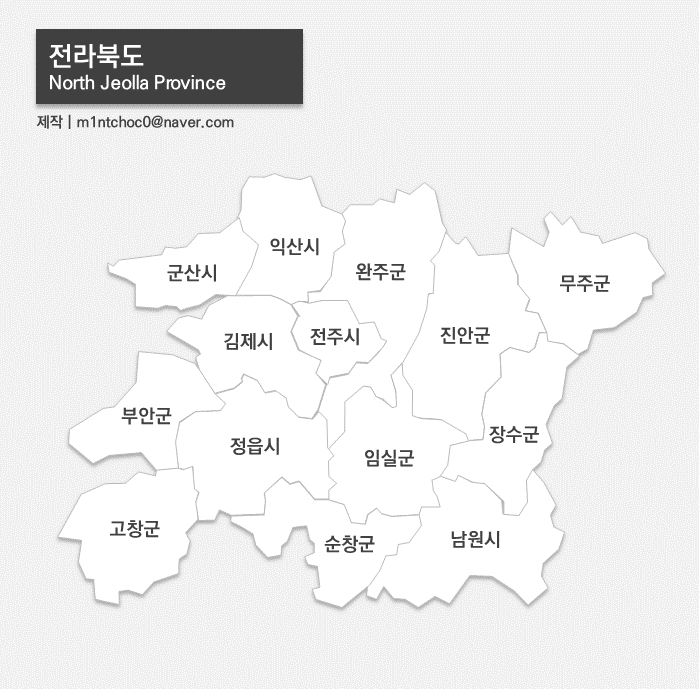 전라북도
North Jeolla Province
제작 | m1ntchoc0@naver.com
익산시
군산시
완주군
무주군
김제시
전주시
진안군
부안군
정읍시
장수군
임실군
고창군
순창군
남원시